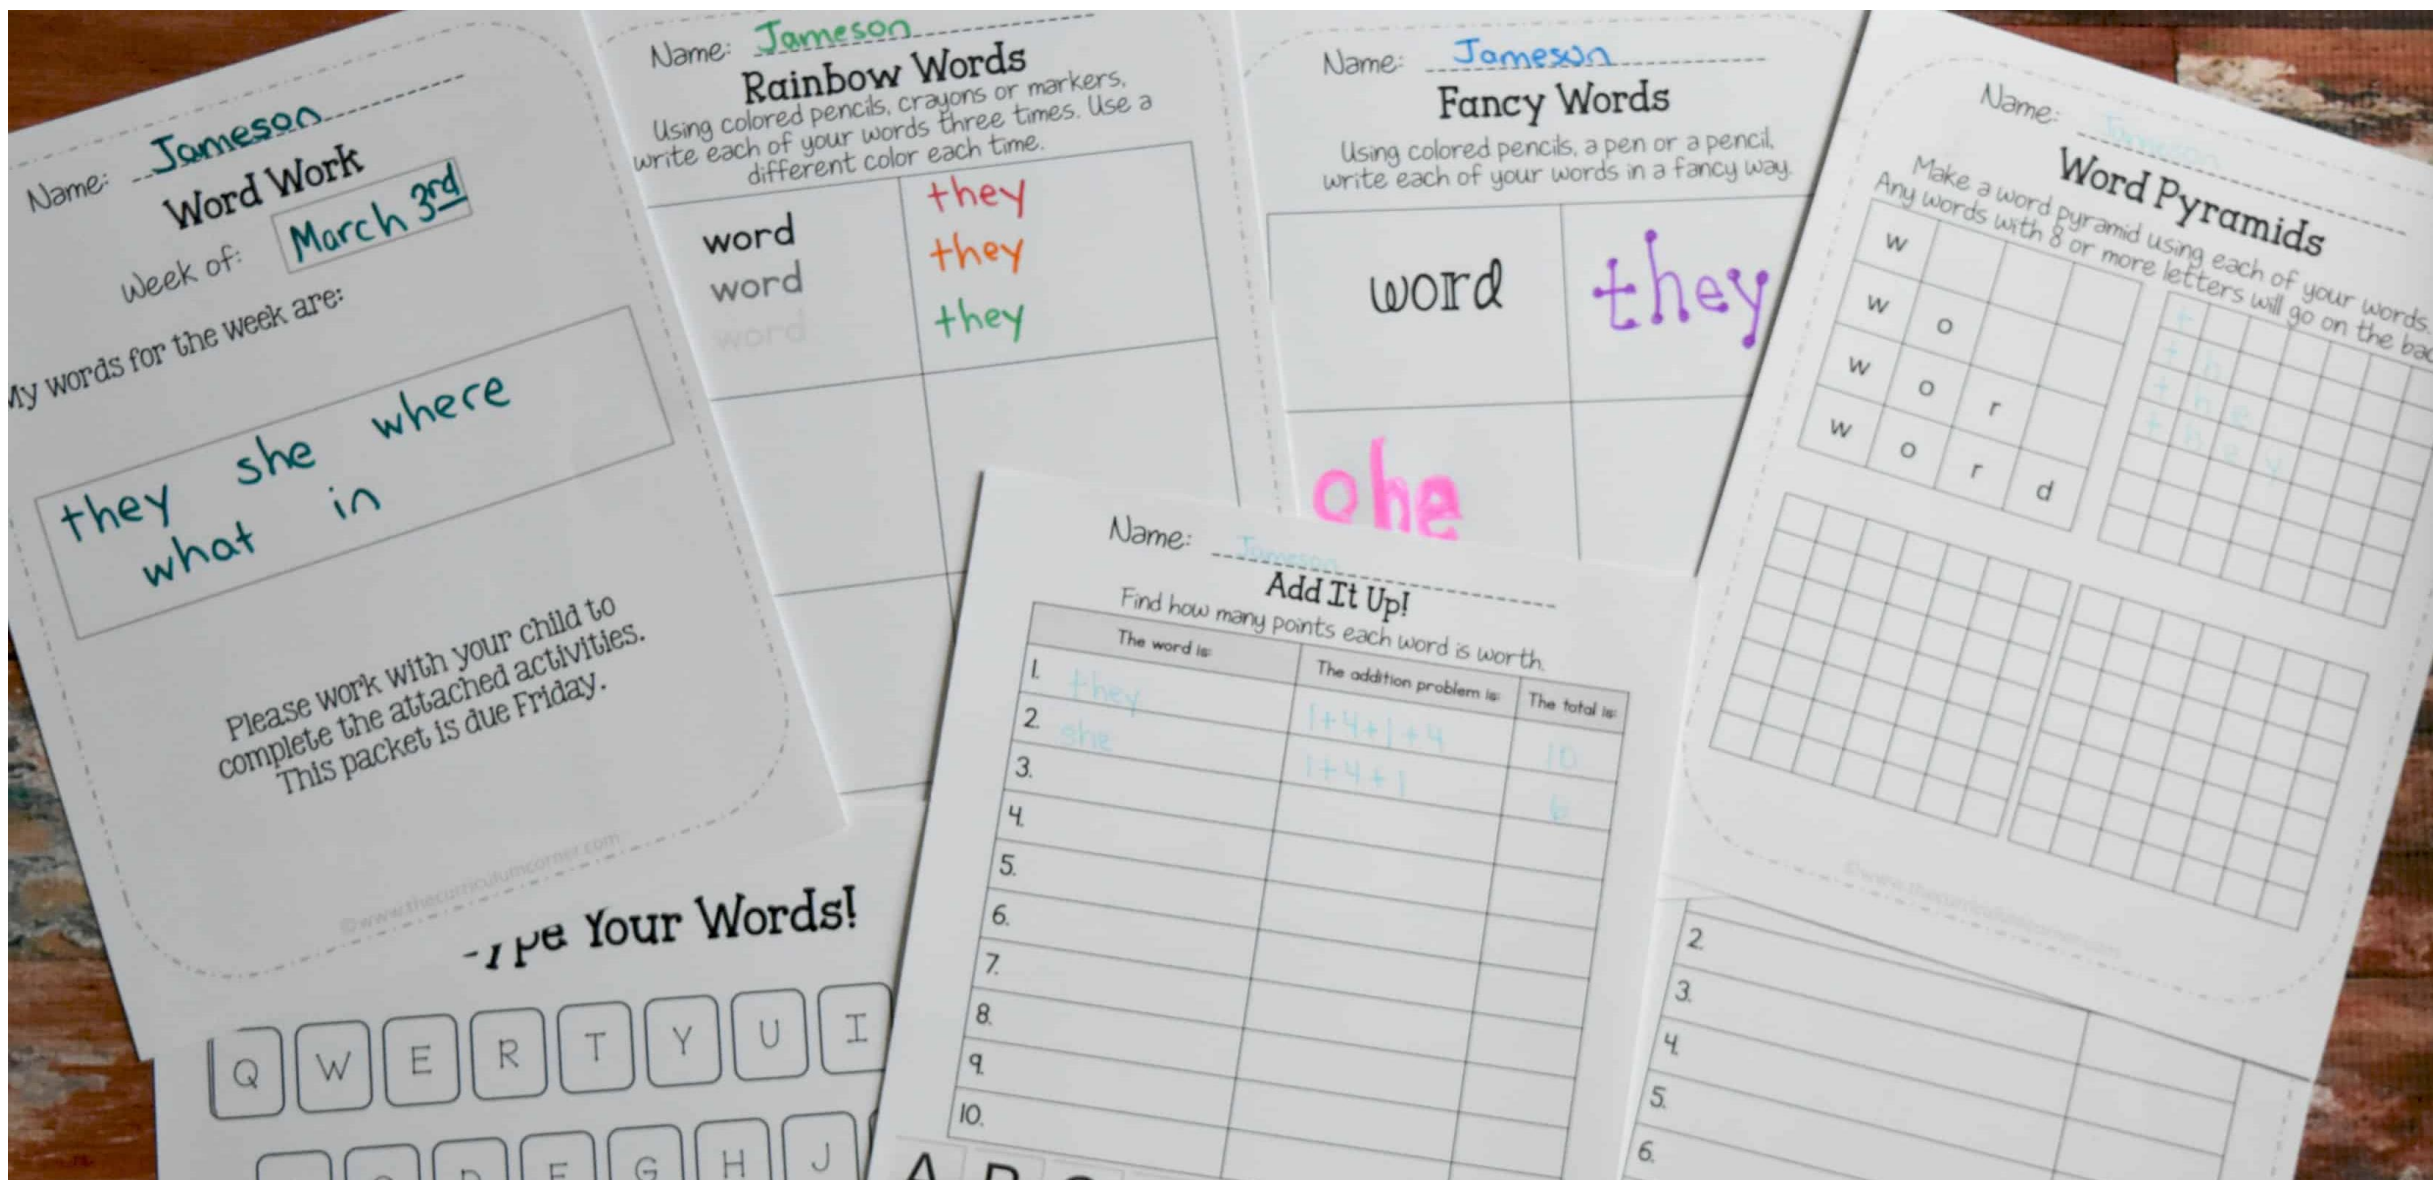 Name: Jameson
Word Work
Week of: March 3rd
My words for the week are:
they she where
what in
Please work with your child to
complete the attached activities.
This packet is due Friday.
©www.thecurriculumcorner.com
Name: Jameson
Rainbow Words
Using colored pencils, crayons or markers,
write each of your words three times. Use a
different color each time.
word they
word they
word they
Name: Jameson
Fancy Words
Using colored pencils, a pen or a pencil,
write each of your words in a fancy way.
word they
Name: Jameson
Word Pyramids
Make a word pyramid using each of your words.
Any words with 8 or more letters will go on the
w
w o
w o r
w o r d
t
t h
t h e
t h e y
©www.thecurriculumcorner.com
Name: Jameson
Add It Up!
Find how many points each word is worth.
The word is: The addition problem is: The total is:
1. they 1+4+1+4 10
2. she 1+4+1 6
3.
4.
5.
6.
7.
8.
9.
10.
Your Words!
Q W E R T Y U I
G H J
2.
3.
4.
5.
6.